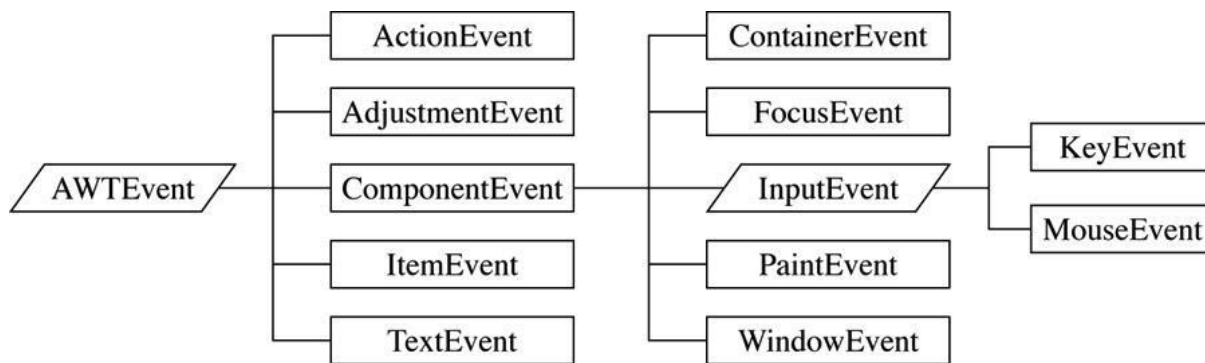 AWTEvent
ActionEvent
AdjustmentEvent
ComponentEvent
ItemEvent
TextEvent
ContainerEvent
FocusEvent
InputEvent
PaintEvent
WindowEvent
KeyEvent
MouseEvent